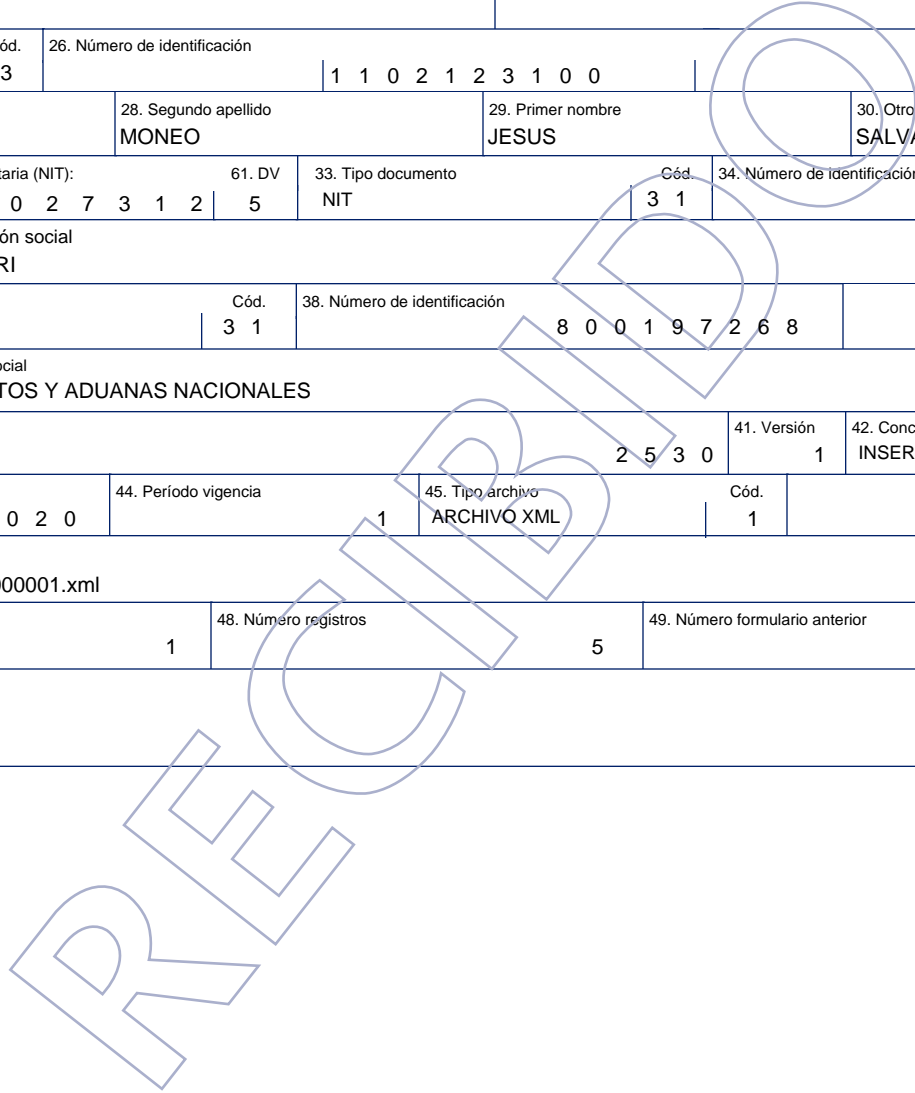 ód. 26. Número de identificación
3 1 1 0 2 1 2 3 1 0 0
28. Segundo apellido 29. Primer nombre 30. Otro
MONEO JESUS SALVA
taria (NIT): 61. DV 33. Tipo documento Cód. 34. Número de identificación
0 2 7 3 1 2 5 NIT 3 1
ón social
RI
Cód. 38. Número de identificación
3 1 8 0 0 1 9 7 2 6 8
ocial
TOS Y ADUANAS NACIONALES
41. Versión 42. Conc
2 5 3 0 1 INSER
44. Período vigencia 45. Tipo archivo Cód.
0 2 0 1 ARCHIVO XML 1
000001.xml
48. Número registros 49. Número formulario anterior
1 5
RECIBIDO